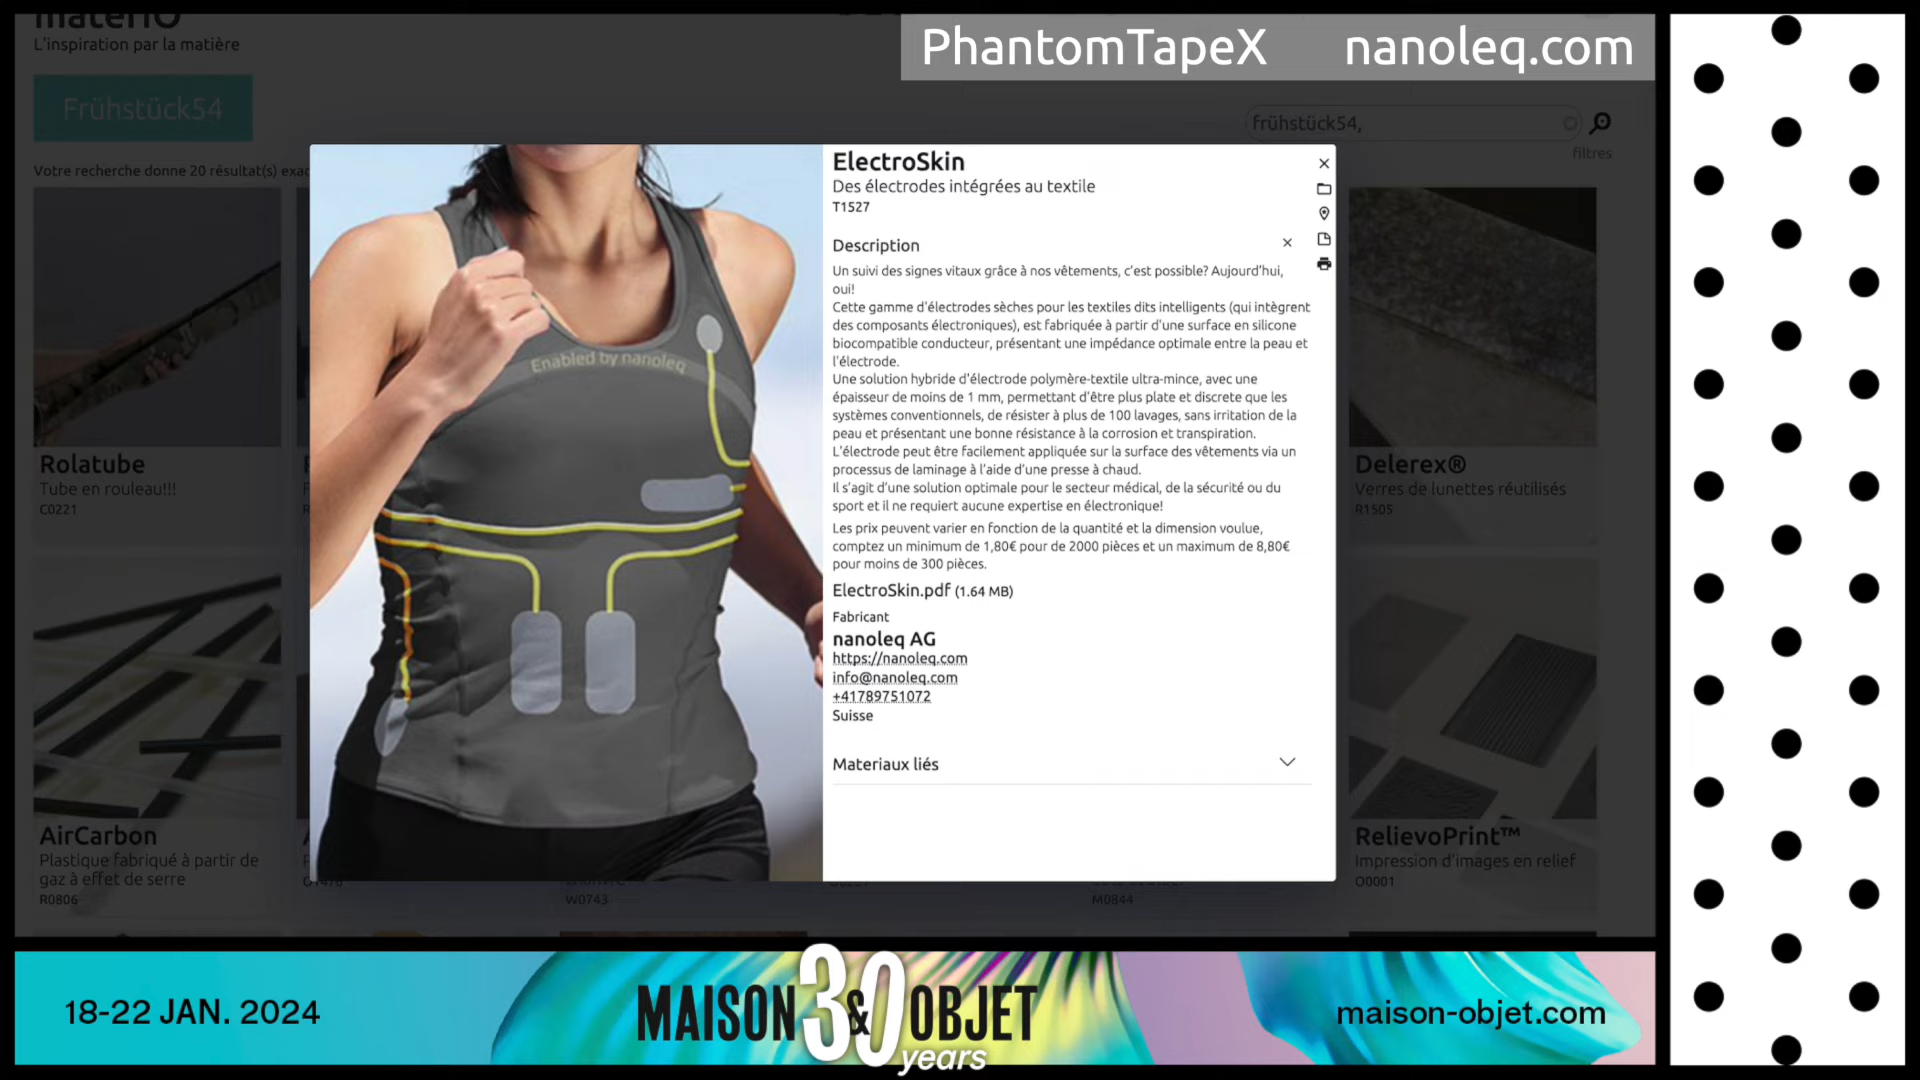 matériO
L'inspiration par la matière
PhantomTapeX nanoleq.com
Frühstück54
frühstück54,
filtres
Votre recherche donne 20 résultat(s)
ElectroSkin
Des électrodes intégrées au textile
T1527
Description
Un suivi des signes vitaux grâce à nos vêtements, c'est possible? Aujourd'hui,
oui!
Cette gamme d'électrodes sèches pour les textiles dits intelligents (qui intègrent
des composants électroniques), est fabriquée à partir d'une surface en silicone
biocompatible conducteur, présentant une impédance optimale entre la peau et
l'électrode.
Une solution hybride d'électrode polymère-textile ultra-mince, avec une
épaisseur de moins de 1 mm, permettant d'être plus plate et discrete que les
systèmes conventionnels, de résister à plus de 100 lavages, sans irritation de la
peau et présentant une bonne résistance à la corrosion et transpiration.
L'électrode peut être facilement appliquée sur la surface des vêtements via un
processus de laminage à l'aide d'une presse à chaud.
Il s'agit d'une solution optimale pour le secteur médical, de la sécurité ou du
sport et il ne requiert aucune expertise en électronique!
Les prix peuvent varier en fonction de la quantité et la dimension voulue,
comptez un minimum de 1,80€ pour de 2000 pièces et un maximum de 8,80€
pour moins de 300 pièces.
ElectroSkin.pdf (1.64 MB)
Fabricant
nanoleq AG
https://nanoleq.com
info@nanoleq.com
+41789751072
Suisse
Materiaux liés
Enabled by nanoleq
Rolatube
Tube en rouleau!!!
C0221
Delerex®
Verres de lunettes réutilisés
R1505
AirCarbon
Plastique fabriqué à partir de
gaz à effet de serre
R0806
W0743
M0844
RelievoPrint™
Impression d'images en relief
O0001
18-22 JAN. 2024
MAISON & OBJET
30
years
maison-objet.com